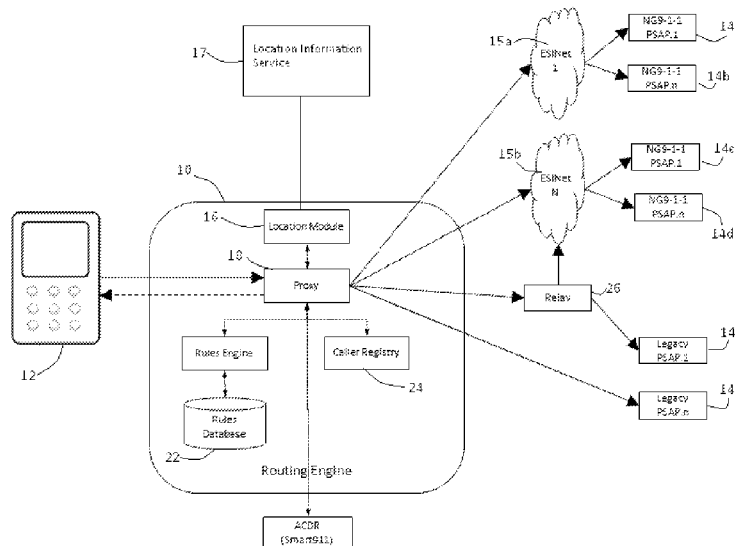 17
Location Information
Service
15a
ESINet
1
NG9-1-1
PSAP.1
14
NG9-1-1
PSAP.n
14b
15b
ESINet
N
NG9-1-1
PSAP.1
14c
NG9-1-1
PSAP.n
14d
10
16
Location Module
18
Proxy
12
Rules Engine
Caller Registry
24
Rules
Database
22
Routing Engine
Relay
26
Legacy
PSAP.1
14
Legacy
PSAP.n
14
ACDR
(Smart911)